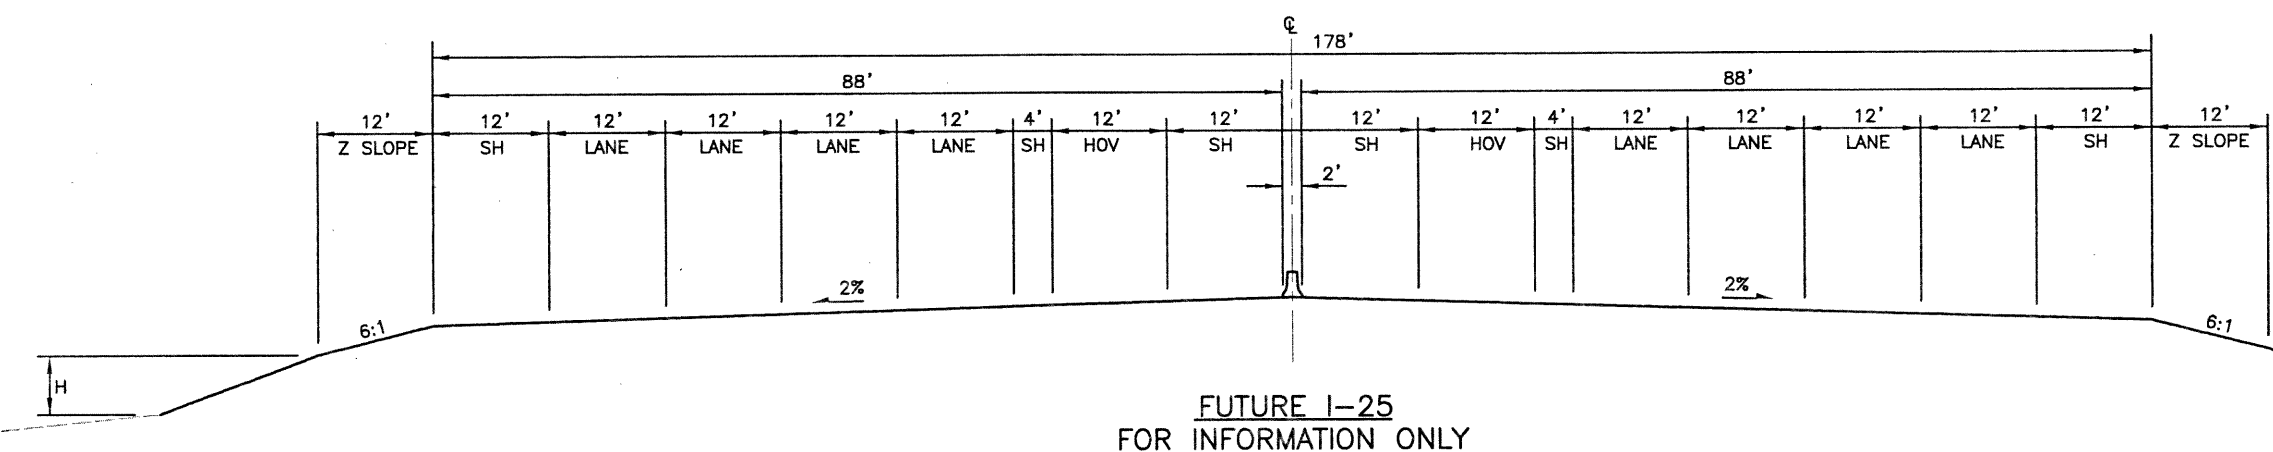 ℄
178'
88' 88'
12' 12' 12' 12' 12' 12' 4' 12' 12' 12' 12' 4' 12' 12' 12' 12' 12' 12'
Z SLOPE SH LANE LANE LANE LANE SH HOV SH SH HOV SH LANE LANE LANE LANE SH Z SLOPE
2'
2% 2%
6:1 6:1
H
FUTURE I-25
FOR INFORMATION ONLY